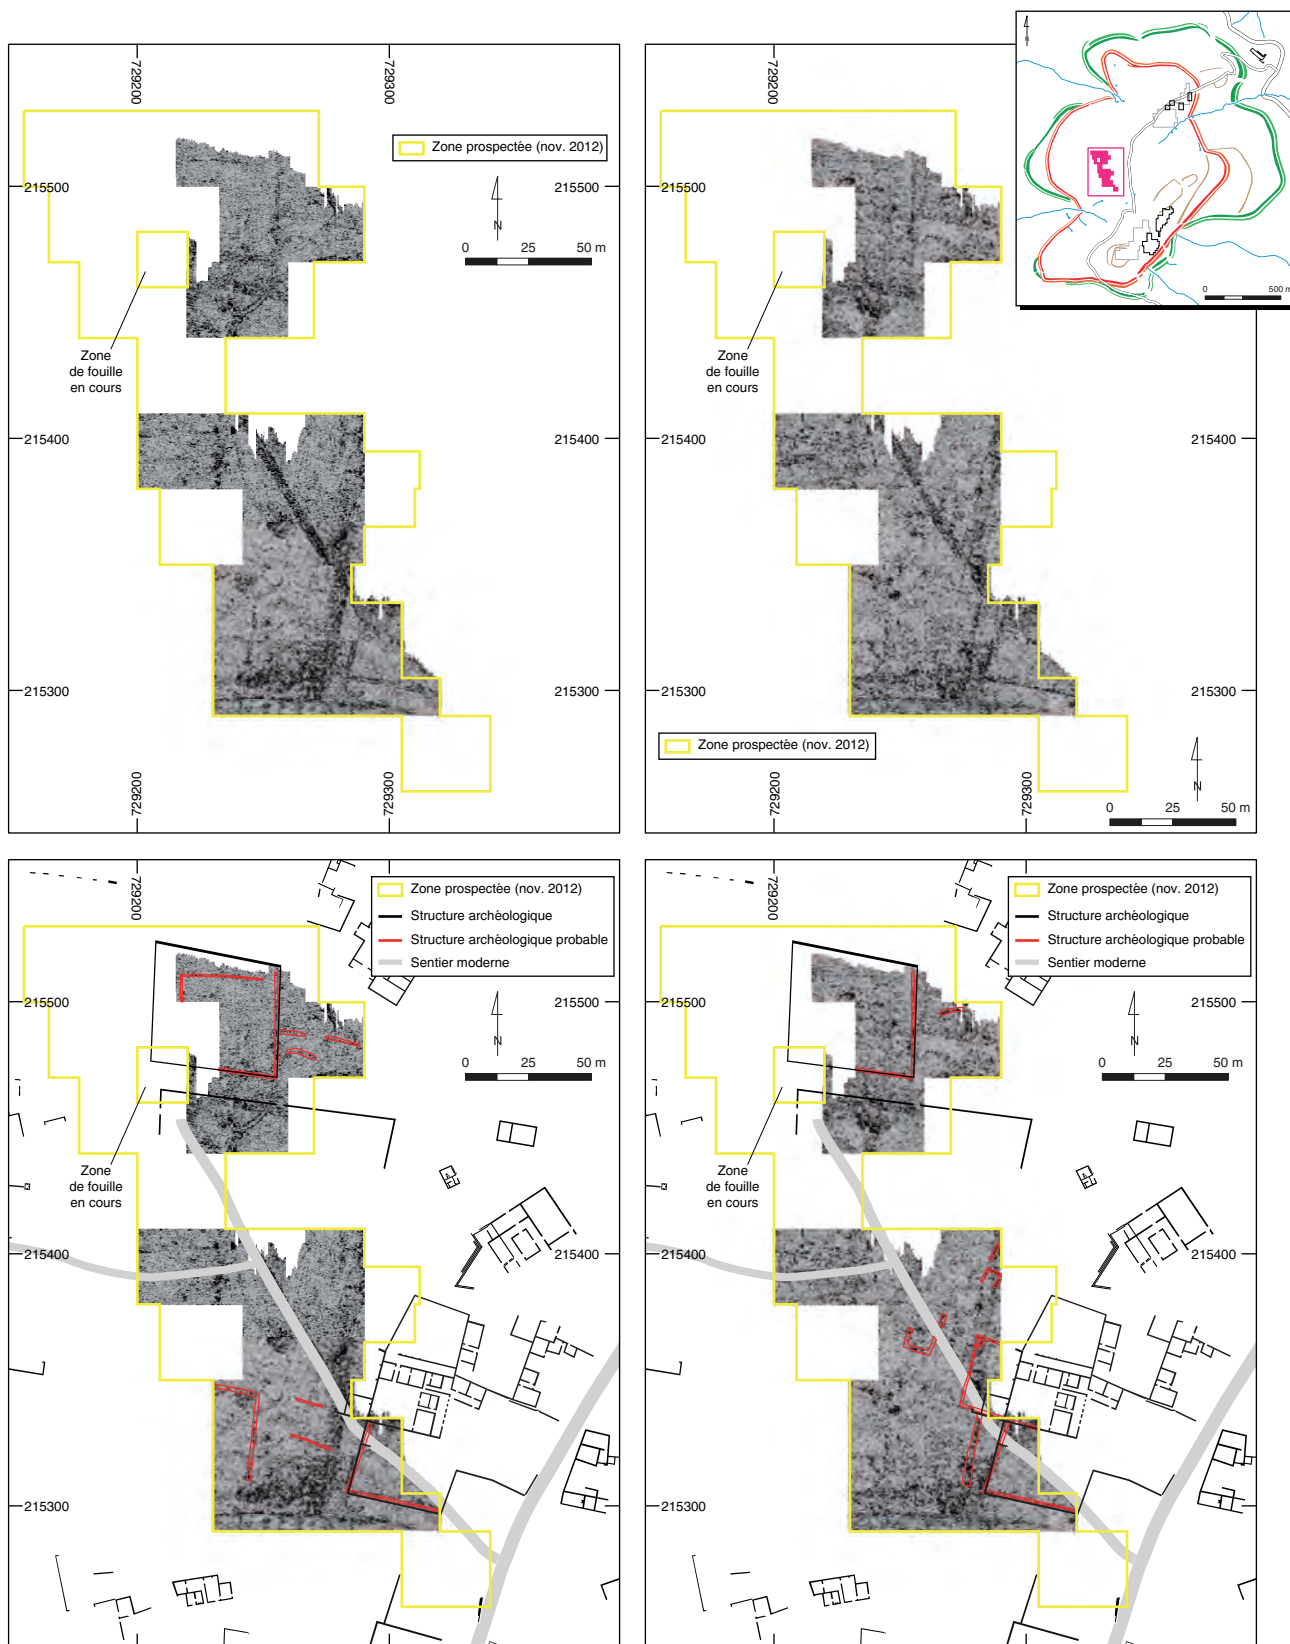 729200
729300
Zone prospectée (nov. 2012)
215500
215500
N
0 25 50 m
Zone
de fouille
en cours
215400
215400
215300
215300
729200
729300
N
0 500 m
215500
Zone
de fouille
en cours
215400
215300
Zone prospectée (nov. 2012)
729200
729300
N
0 25 50 m
729200
Zone prospectée (nov. 2012)
Structure archéologique
Structure archéologique probable
Sentier moderne
215500
215500
N
0 25 50 m
Zone
de fouille
en cours
215400
215400
215300
215300
729200
Zone prospectée (nov. 2012)
Structure archéologique
Structure archéologique probable
Sentier moderne
215500
N
0 25 50 m
Zone
de fouille
en cours
215400
215300